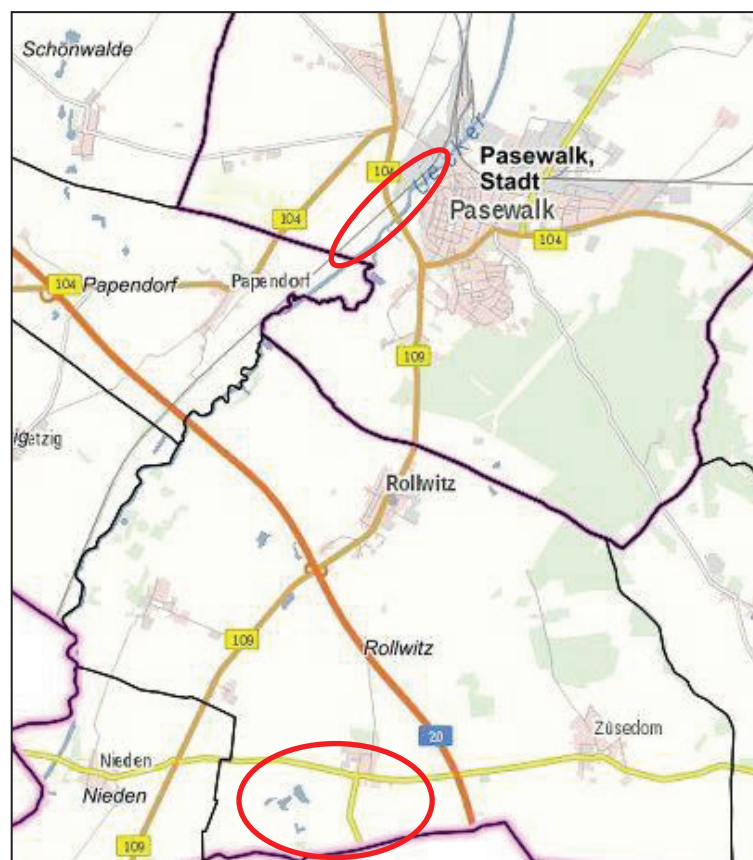 Schönwalde
Uecker
Pasewalk,
Stadt
Pasewalk
104
104
104
104
Papendorf
Papendorf
109
etzig
Rollwitz
109
Rollwitz
20
Züsedom
Nieden
Nieden
109